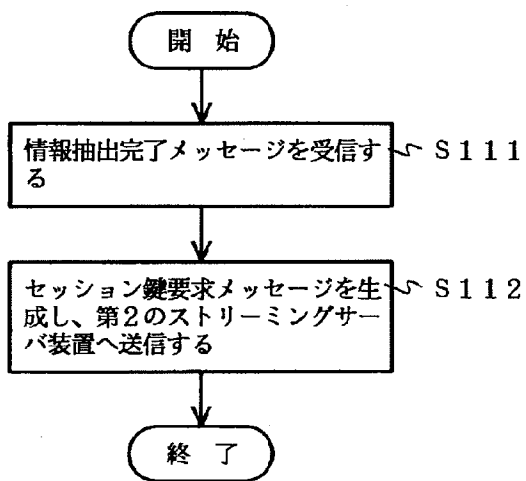 開　始
情報抽出完了メッセージを受信す
る
S111
セッション鍵要求メッセージを生
成し、第2のストリーミングサー
バ装置へ送信する
S112
終　了